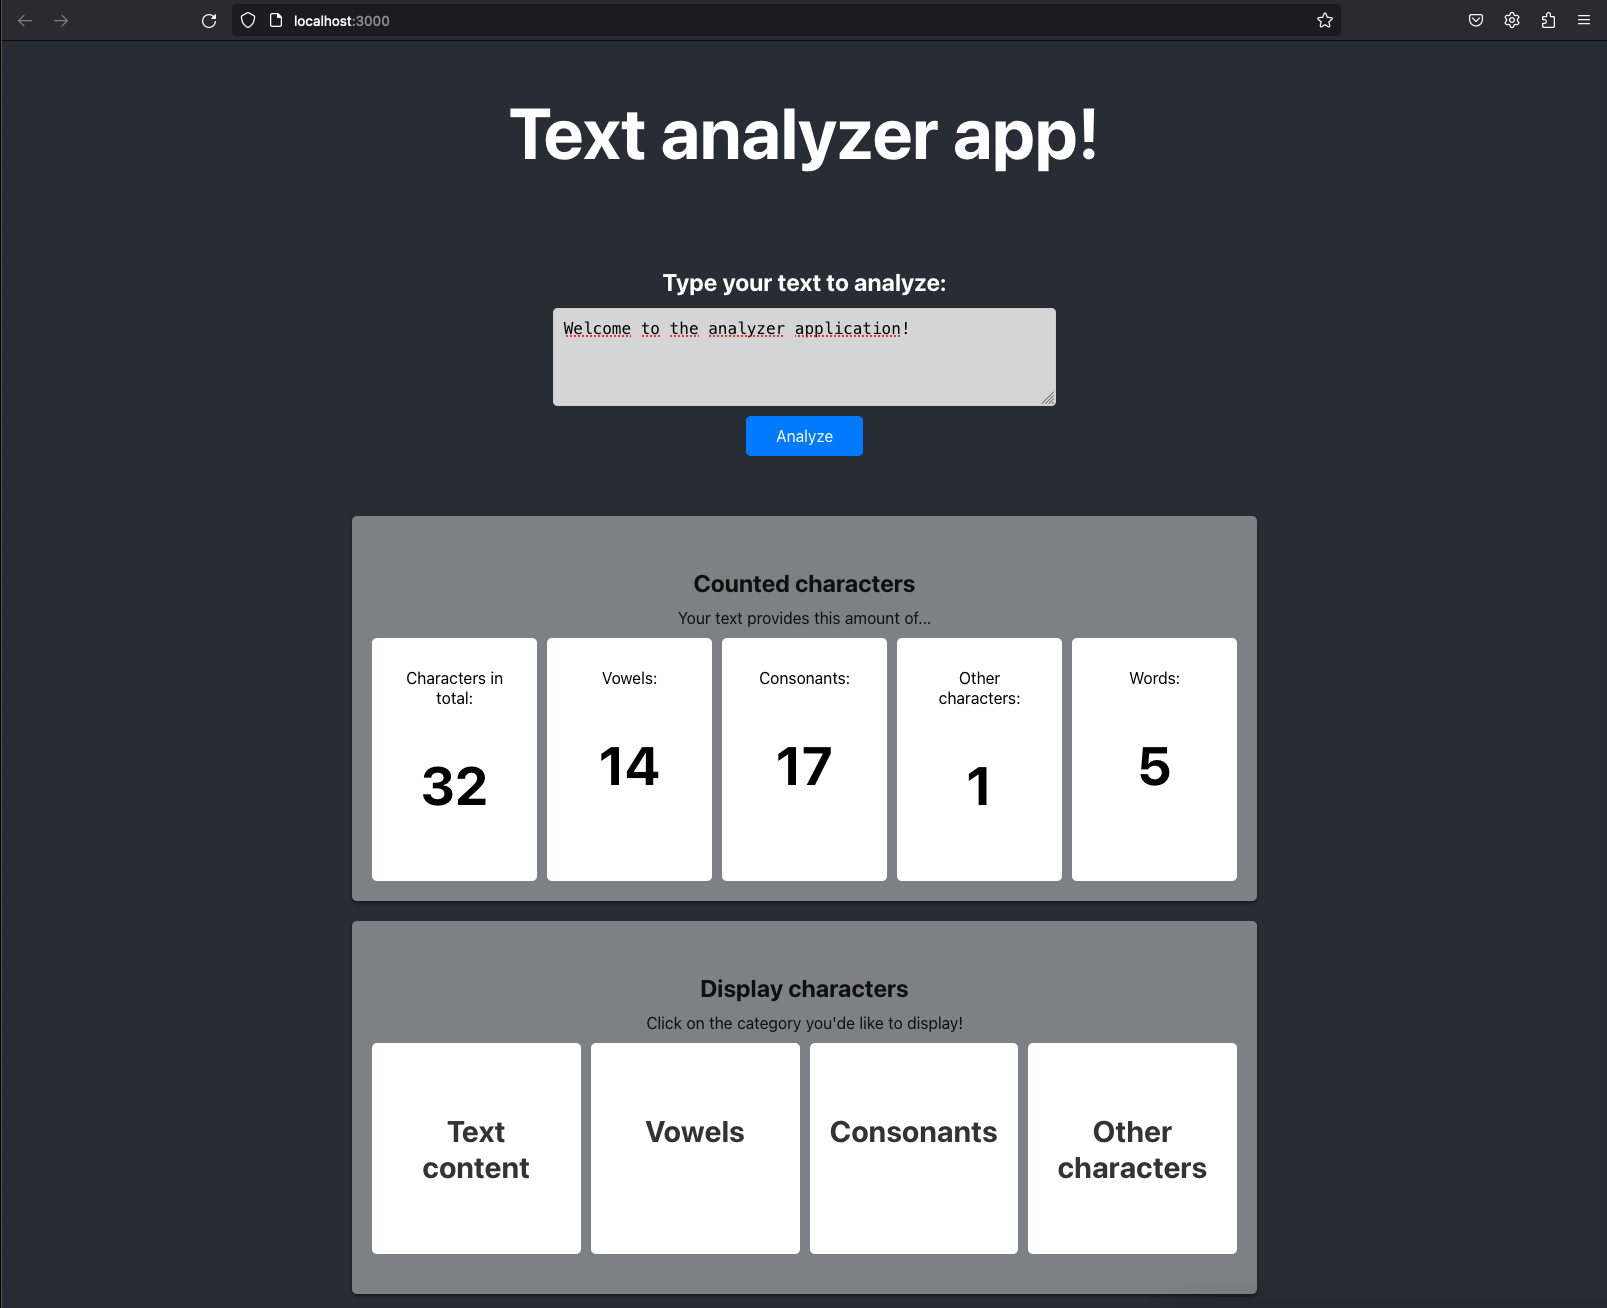 localhost:3000
Text analyzer app!
Type your text to analyze:
Welcome to the analyzer application!
Analyze
Counted characters
Your text provides this amount of...
Characters in
total:
32
Vowels:
14
Consonants:
17
Other
characters:
1
Words:
5
Display characters
Click on the category you'de like to display!
Text
content
Vowels
Consonants
Other
characters